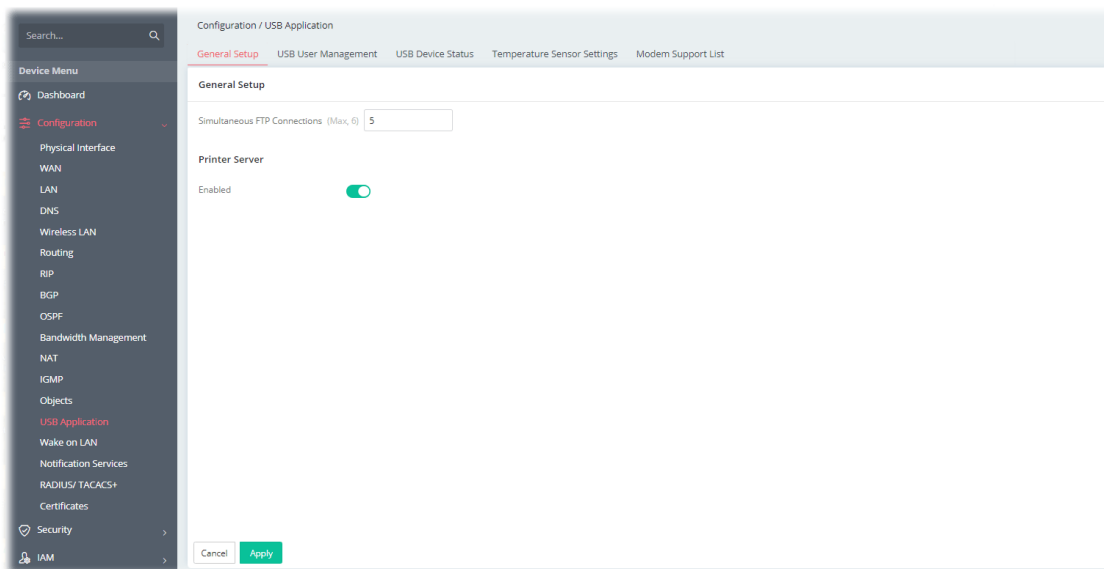 Search...
Device Menu
Dashboard
Configuration
Physical Interface
WAN
LAN
DNS
Wireless LAN
Routing
RIP
BGP
OSPF
Bandwidth Management
NAT
IGMP
Objects
USB Application
Wake on LAN
Notification Services
RADIUS/ TACACS+
Certificates
Security
IAM
Configuration / USB Application
General Setup USB User Management USB Device Status Temperature Sensor Settings Modem Support List
General Setup
Simultaneous FTP Connections (Max, 6) 5
Printer Server
Enabled
Cancel Apply